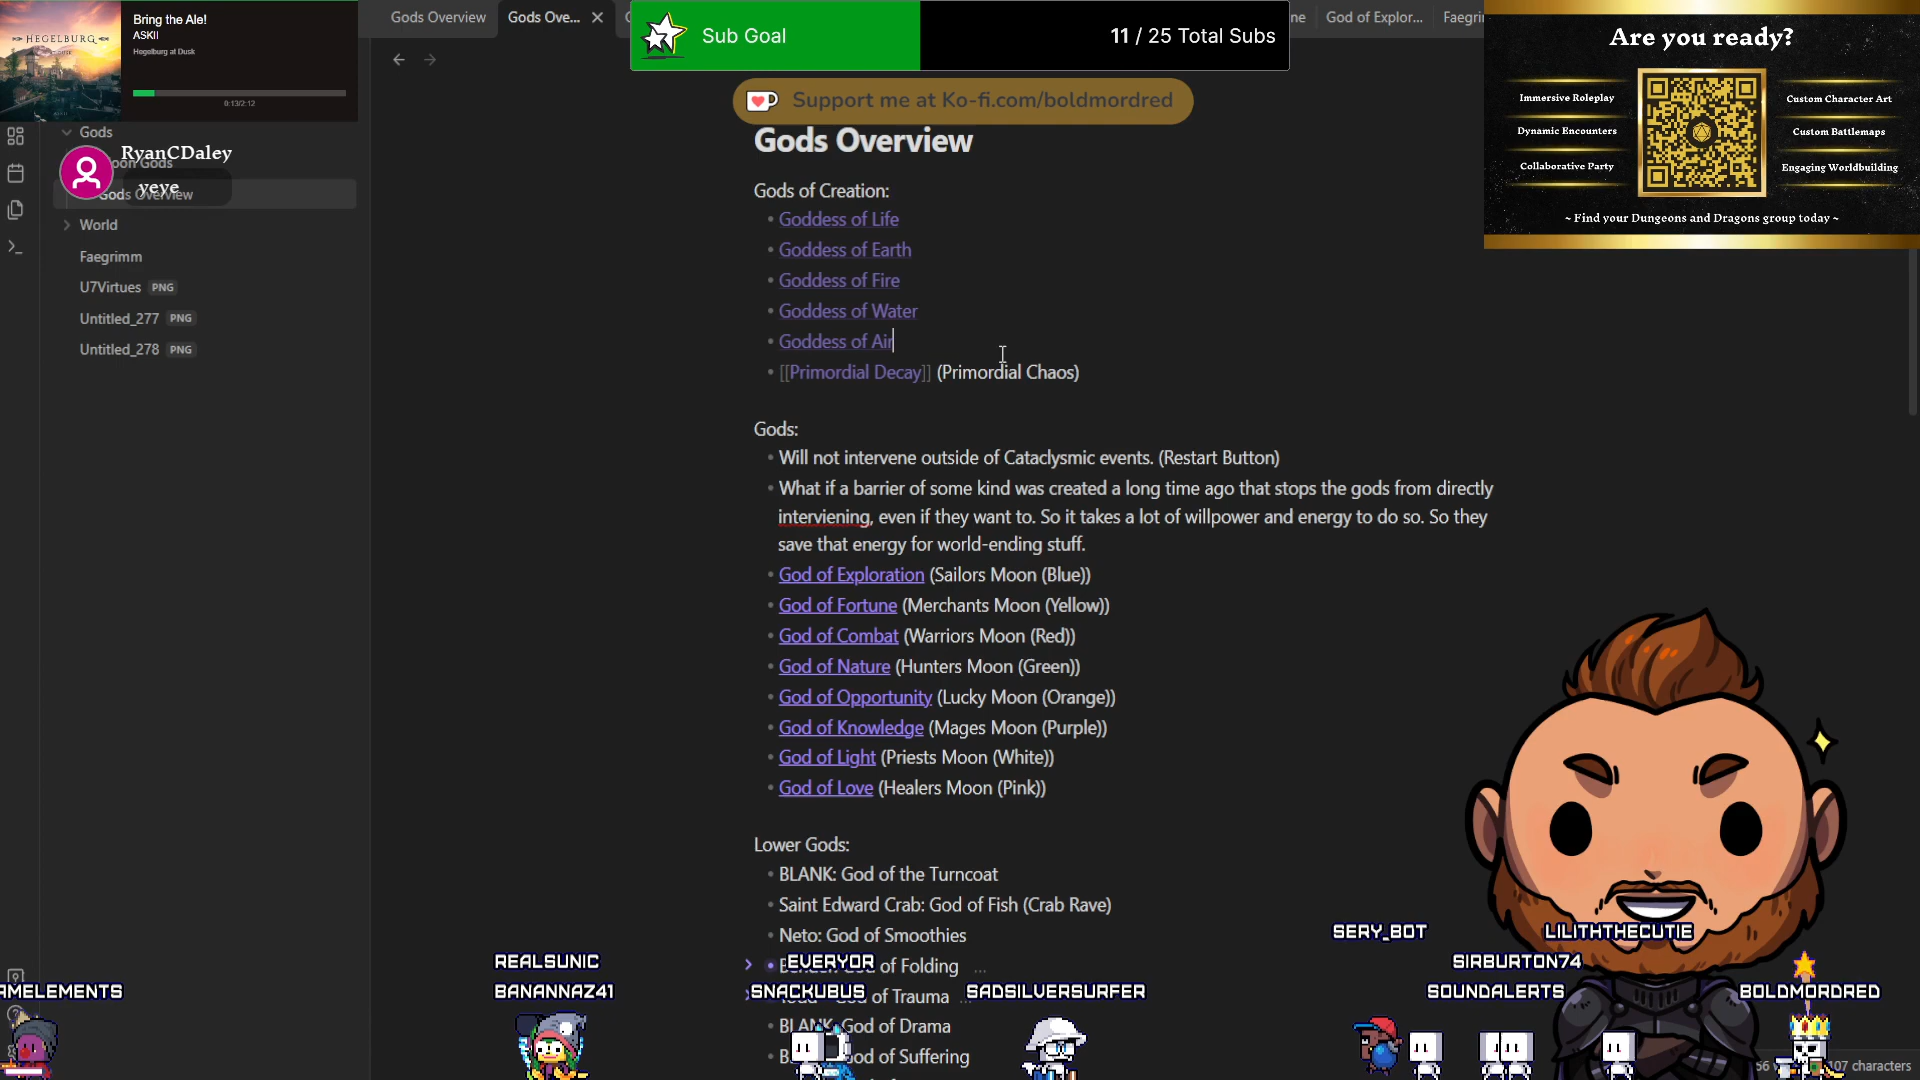 HEGELBURG
Bring the Ale!
ASKII
Hegelburg at Dusk
0:13/2:12
Gods Overview
Gods Ove...
God of Explor...
Sub Goal
11 / 25 Total Subs
Support me at Ko-fi.com/boldmordred
Are you ready?
Immersive Roleplay
Dynamic Encounters
Collaborative Party
Custom Character Art
Custom Battlemaps
Engaging Worldbuilding
~ Find your Dungeons and Dragons group today ~
Gods
RyanCDaley
yeye
Gods Overview
World
Faegrimm
U7Virtues PNG
Untitled_277 PNG
Untitled_278 PNG
Gods Overview
Gods of Creation:
Goddess of Life
Goddess of Earth
Goddess of Fire
Goddess of Water
Goddess of Air
[[Primordial Decay]] (Primordial Chaos)
Gods:
Will not intervene outside of Cataclysmic events. (Restart Button)
What if a barrier of some kind was created a long time ago that stops the gods from directly
interviening, even if they want to. So it takes a lot of willpower and energy to do so. So they
save that energy for world-ending stuff.
God of Exploration (Sailors Moon (Blue))
God of Fortune (Merchants Moon (Yellow))
God of Combat (Warriors Moon (Red))
God of Nature (Hunters Moon (Green))
God of Opportunity (Lucky Moon (Orange))
God of Knowledge (Mages Moon (Purple))
God of Light (Priests Moon (White))
God of Love (Healers Moon (Pink))
Lower Gods:
BLANK: God of the Turncoat
Saint Edward Crab: God of Fish (Crab Rave)
Neto: God of Smoothies
of Folding ...
of Trauma ...
BLANK: God of Drama
God of Suffering
SERY_BOT
LILITHTHECUTIE
REALSUNIC
EVERYOR
SIRBURTON74
AMELEMENTS
BANANNAZ41
SNACKUBUS
SADSILVERSURFER
SOUNDALERTS
BOLDMORDRED
107 characters